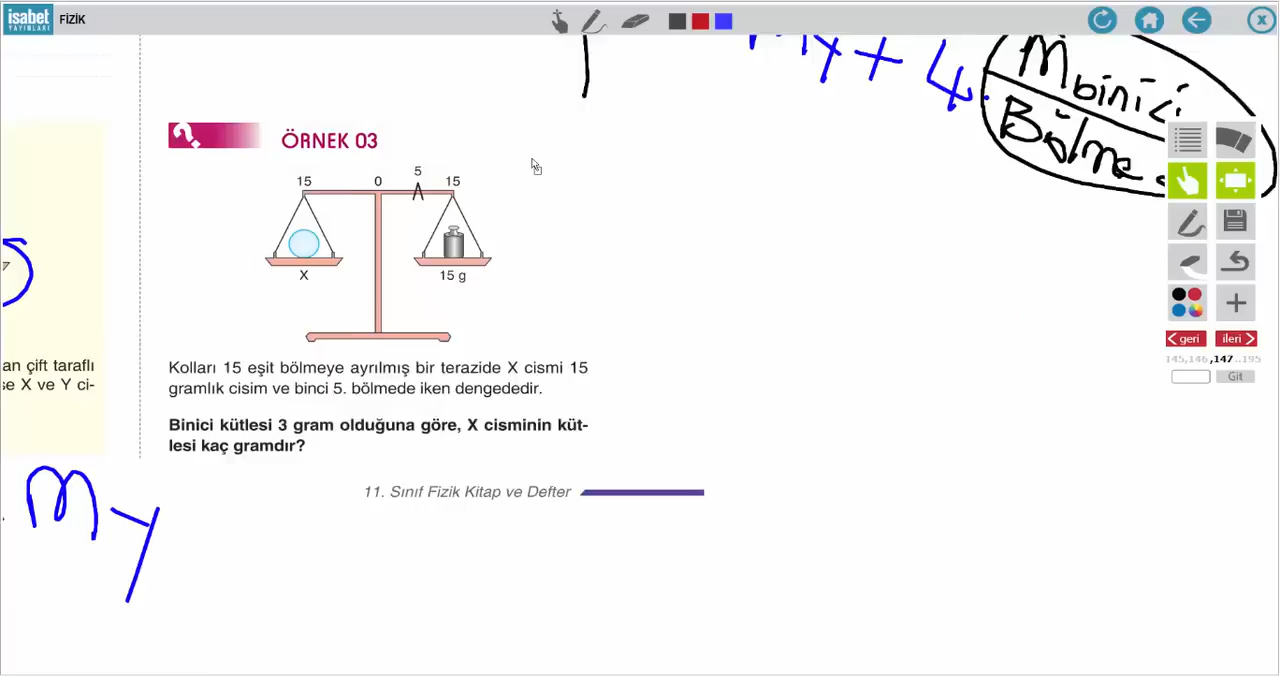 isabet
YAYINLARI
FİZİK
my + 4.
m binici
Bölme
ÖRNEK 03
15 0 5 15
X 15 g
an çift taraflı
se X ve Y ci-
Kolları 15 eşit bölmeye ayrılmış bir terazide X cismi 15
gramlık cisim ve binci 5. bölmede iken dengededir.
Binici kütlesi 3 gram olduğuna göre, X cisminin küt-
lesi kaç gramdır?
11. Sınıf Fizik Kitap ve Defter
my
geri ileri
145,146,147..195
Git